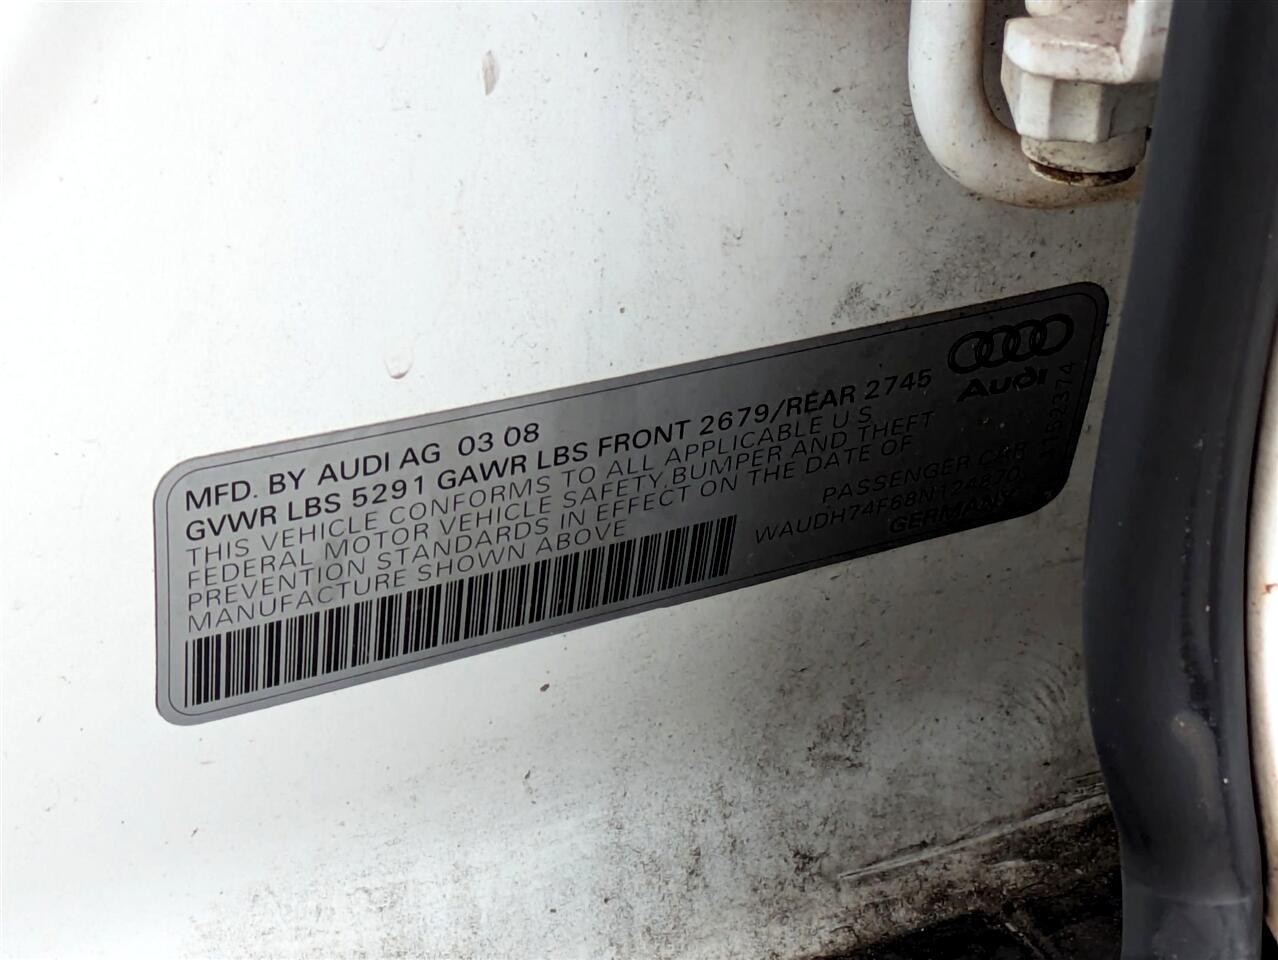 MFD. BY AUDI AG 03 08
GVWR LBS 5291 GAWR LBS FRONT 2679/REAR 2745
THIS VEHICLE CONFORMS TO ALL APPLICABLE U S
FEDERAL MOTOR VEHICLE SAFETY, BUMPER AND THEFT
PREVENTION STANDARDS IN EFFECT ON THE DATE OF
MANUFACTURE SHOWN ABOVE
Audi
PASSENGER CAR
WAUDH74F68N124870
GERMANY